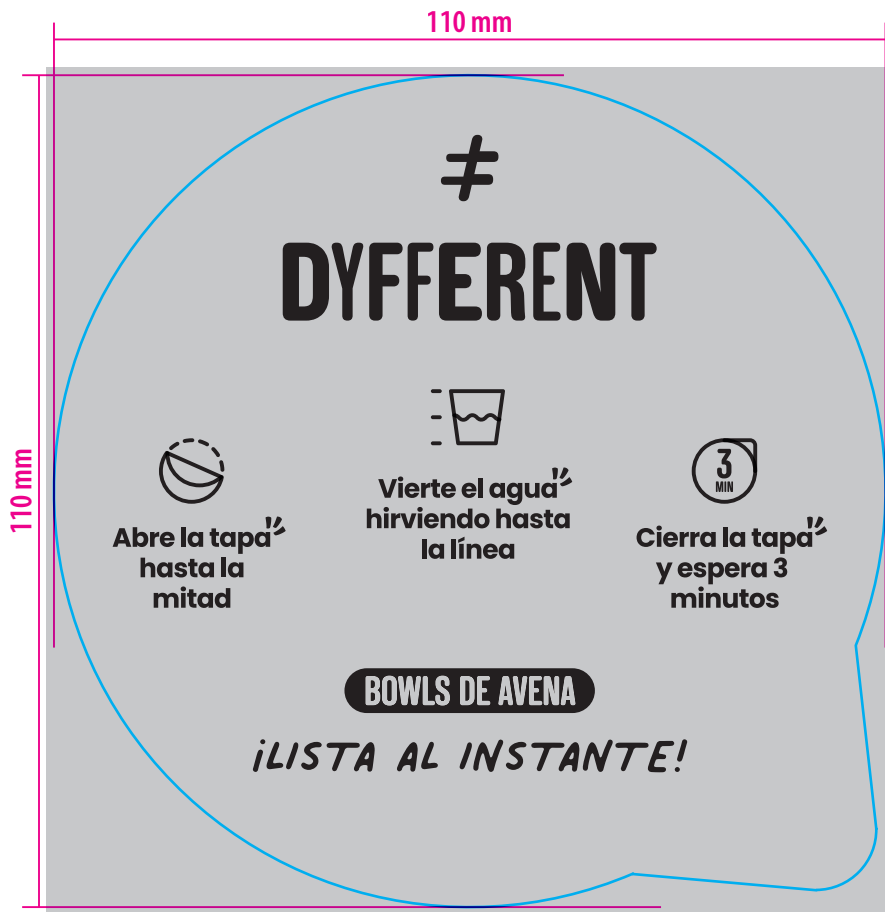 110 mm
110 mm
≠
DYFFERENT
Abre la tapa
hasta la
mitad
Vierte el agua
hirviendo hasta
la línea
3
MIN
Cierra la tapa
y espera 3
minutos
BOWLS DE AVENA
¡LISTA AL INSTANTE!